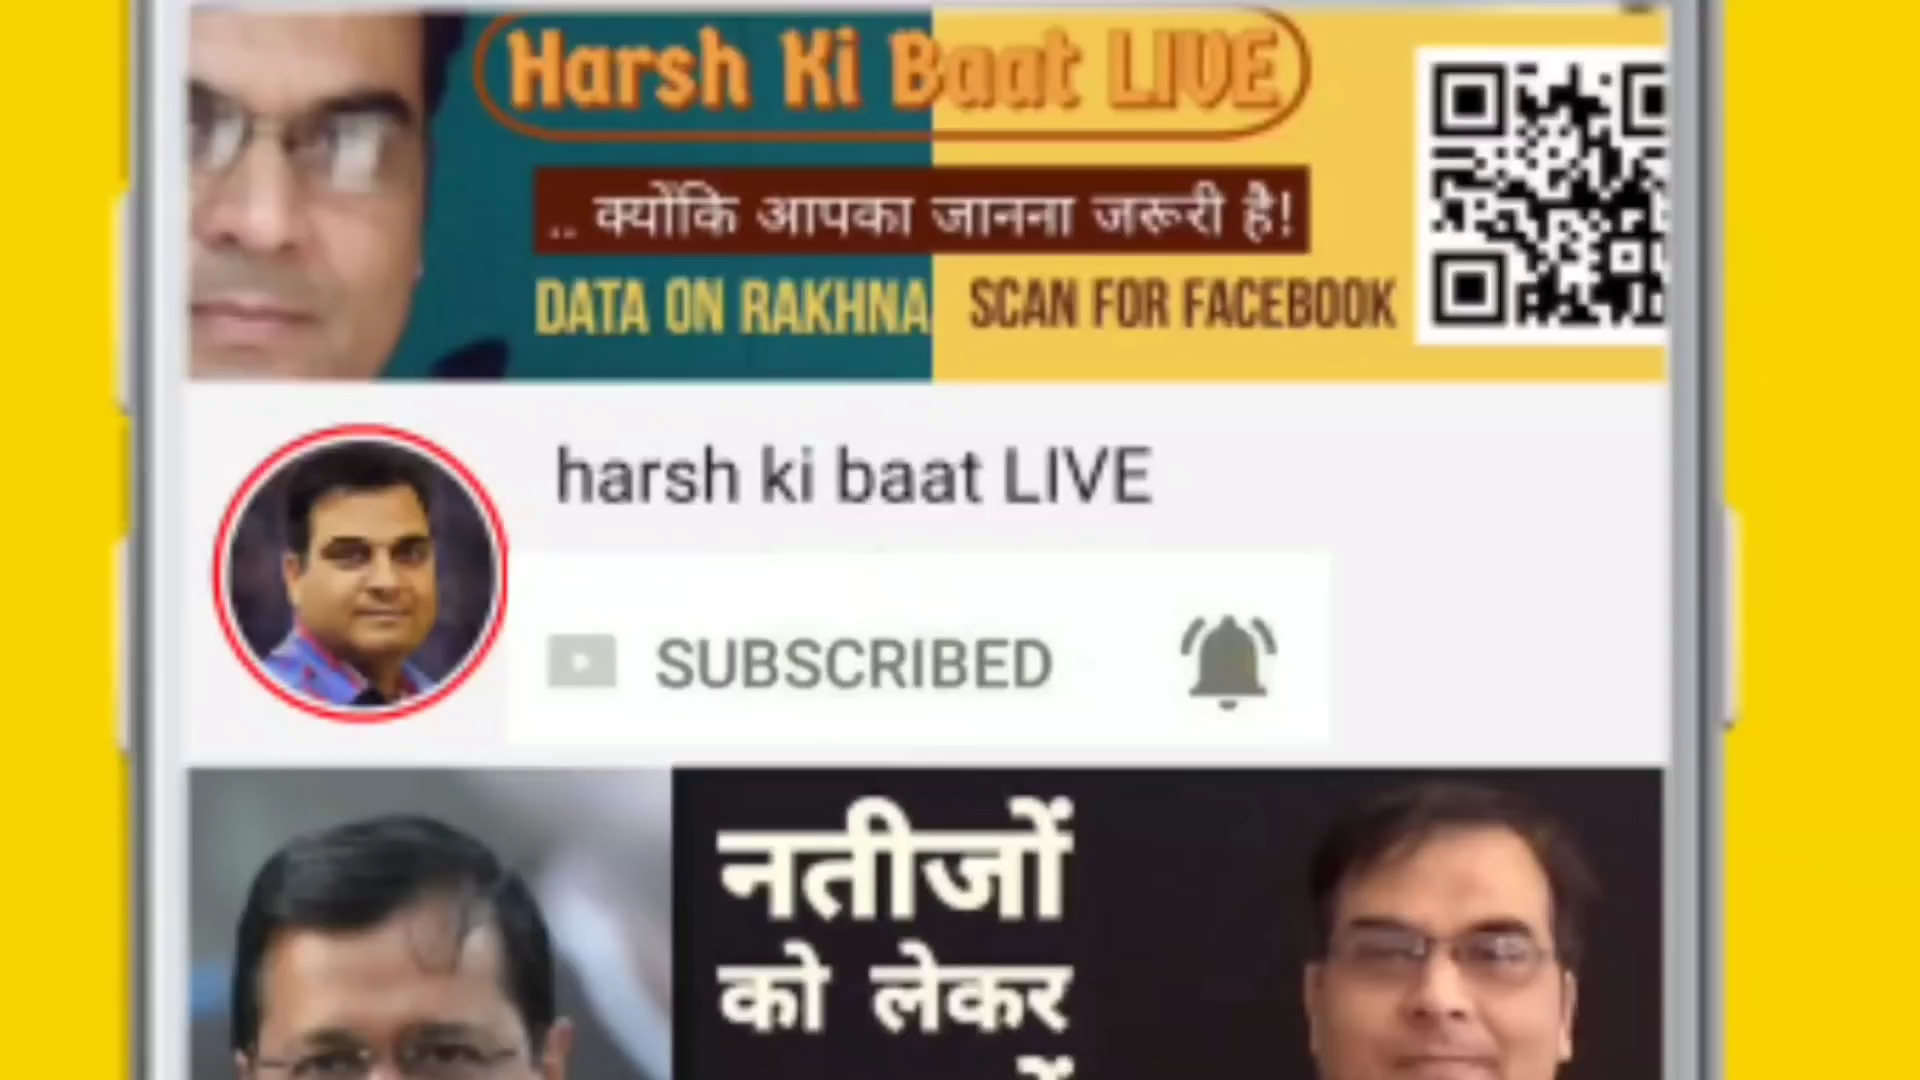 Harsh Ki Baat LIVE
.. क्योंकि आपका जानना जरूरी है!
DATA ON RAKHNA SCAN FOR FACEBOOK
harsh ki baat LIVE
SUBSCRIBED
नतीजों
को लेकर